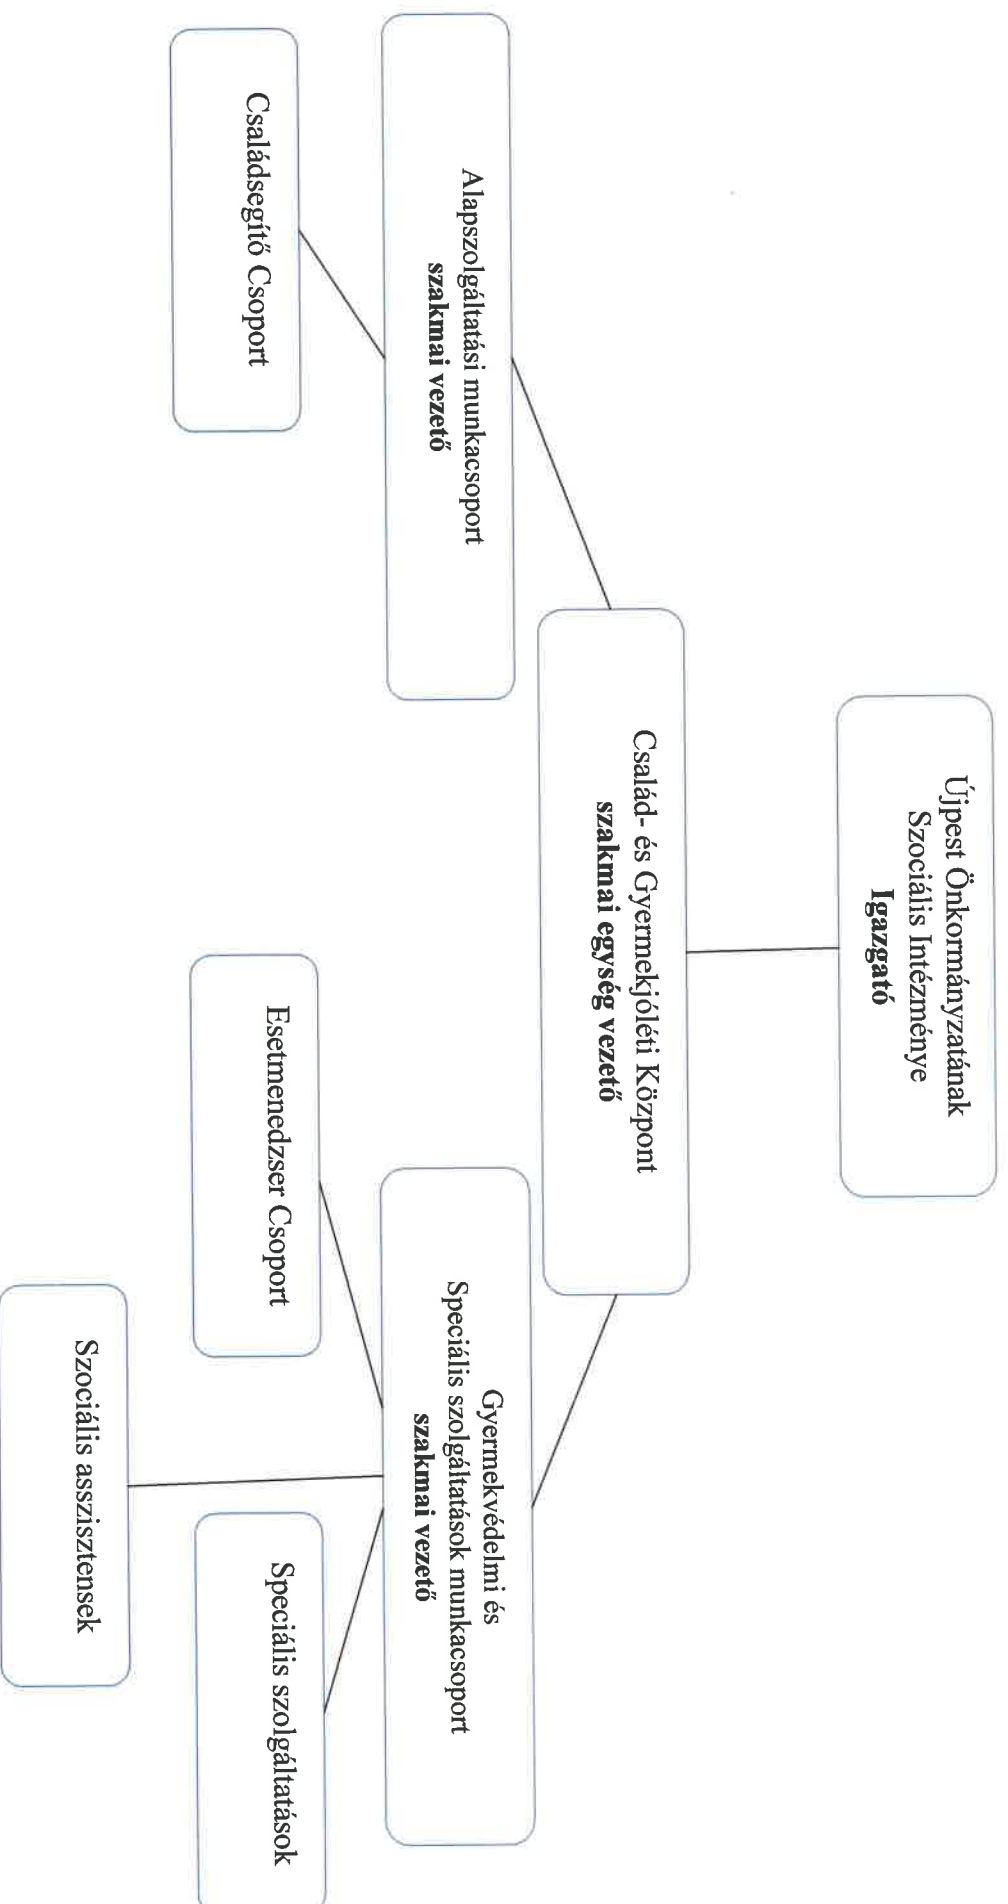 Újpest Önkormányzatának
Szociális Intézménye
Igazgató
Család- és Gyermekjóléti Központ
szakmai egység vezető
Alapszolgáltatási munkacsoport
szakmai vezető
Gyermekvédelmi és
Speciális szolgáltatások munkacsoport
szakmai vezető
Családsegítő Csoport
Esetmenedzser Csoport
Speciális szolgáltatások
Szociális asszisztensek